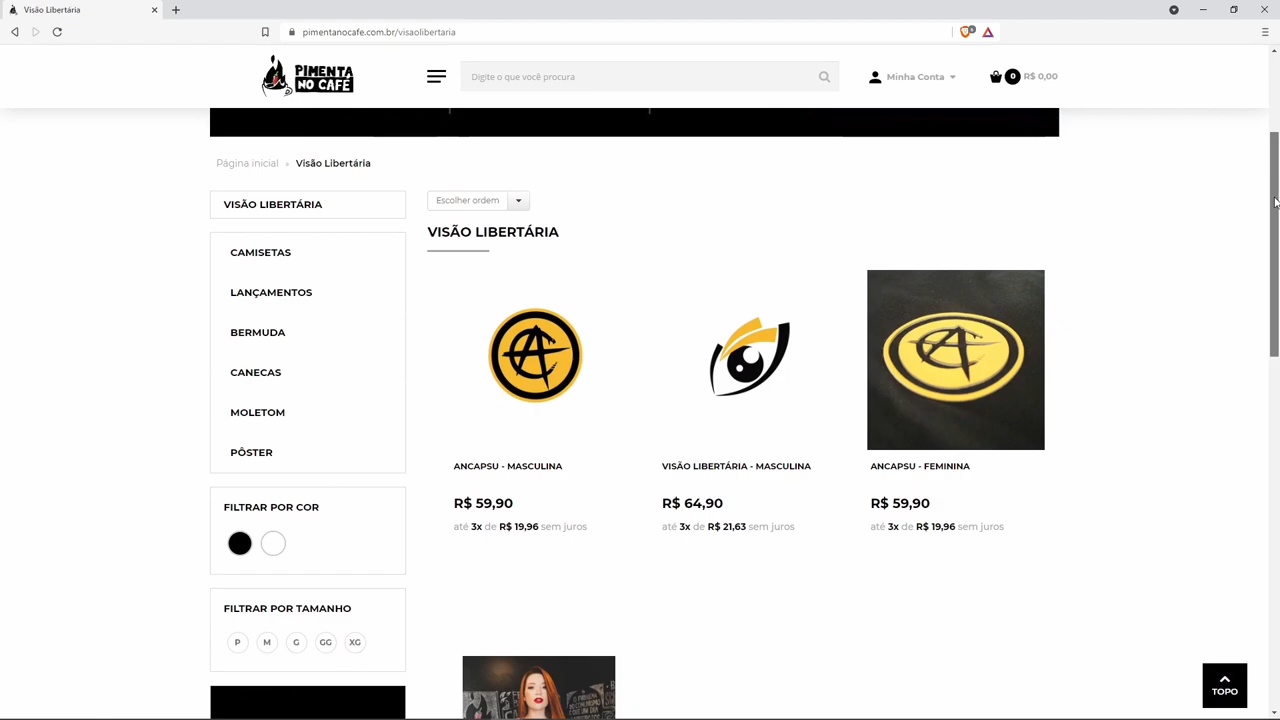 Visão Libertária
pimentanocafe.com.br/visaolibertaria
PIMENTA
NO CAFÉ
Digite o que você procura
Minha Conta
0 R$ 0,00
Página inicial » Visão Libertária
VISÃO LIBERTÁRIA
CAMISETAS
LANÇAMENTOS
BERMUDA
CANECAS
MOLETOM
PÔSTER
FILTRAR POR COR
FILTRAR POR TAMANHO
P M G GG XG
Escolher ordem
VISÃO LIBERTÁRIA
ANCAPSU - MASCULINA
R$ 59,90
até 3x de R$ 19,96 sem juros
VISÃO LIBERTÁRIA - MASCULINA
R$ 64,90
até 3x de R$ 21,63 sem juros
ANCAPSU - FEMININA
R$ 59,90
até 3x de R$ 19,96 sem juros
TOPO